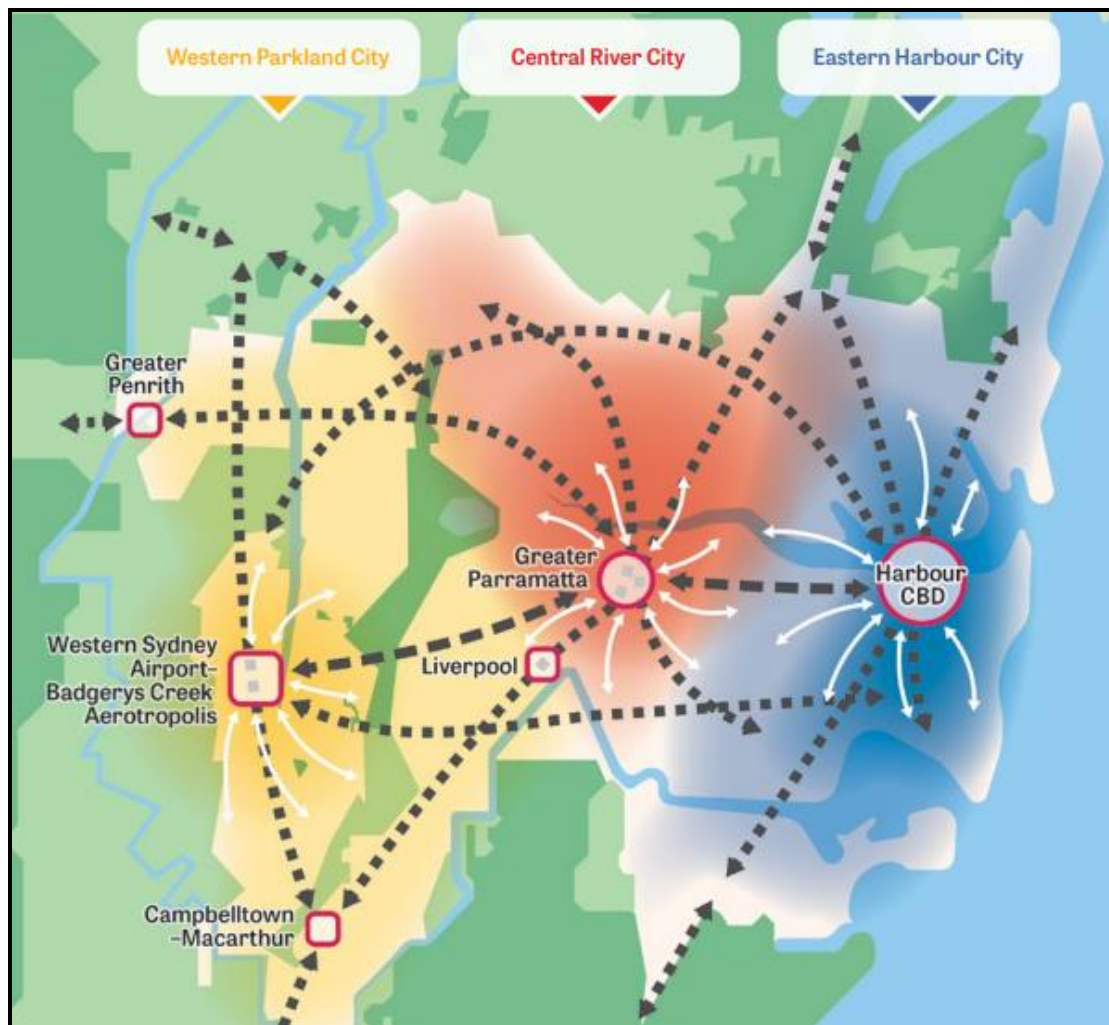 Western Parkland City
Central River City
Eastern Harbour City
Greater
Penrith
Greater
Parramatta
Harbour
CBD
Western Sydney
Airport–
Badgerys Creek
Aerotropolis
Liverpool
Campbelltown
–Macarthur